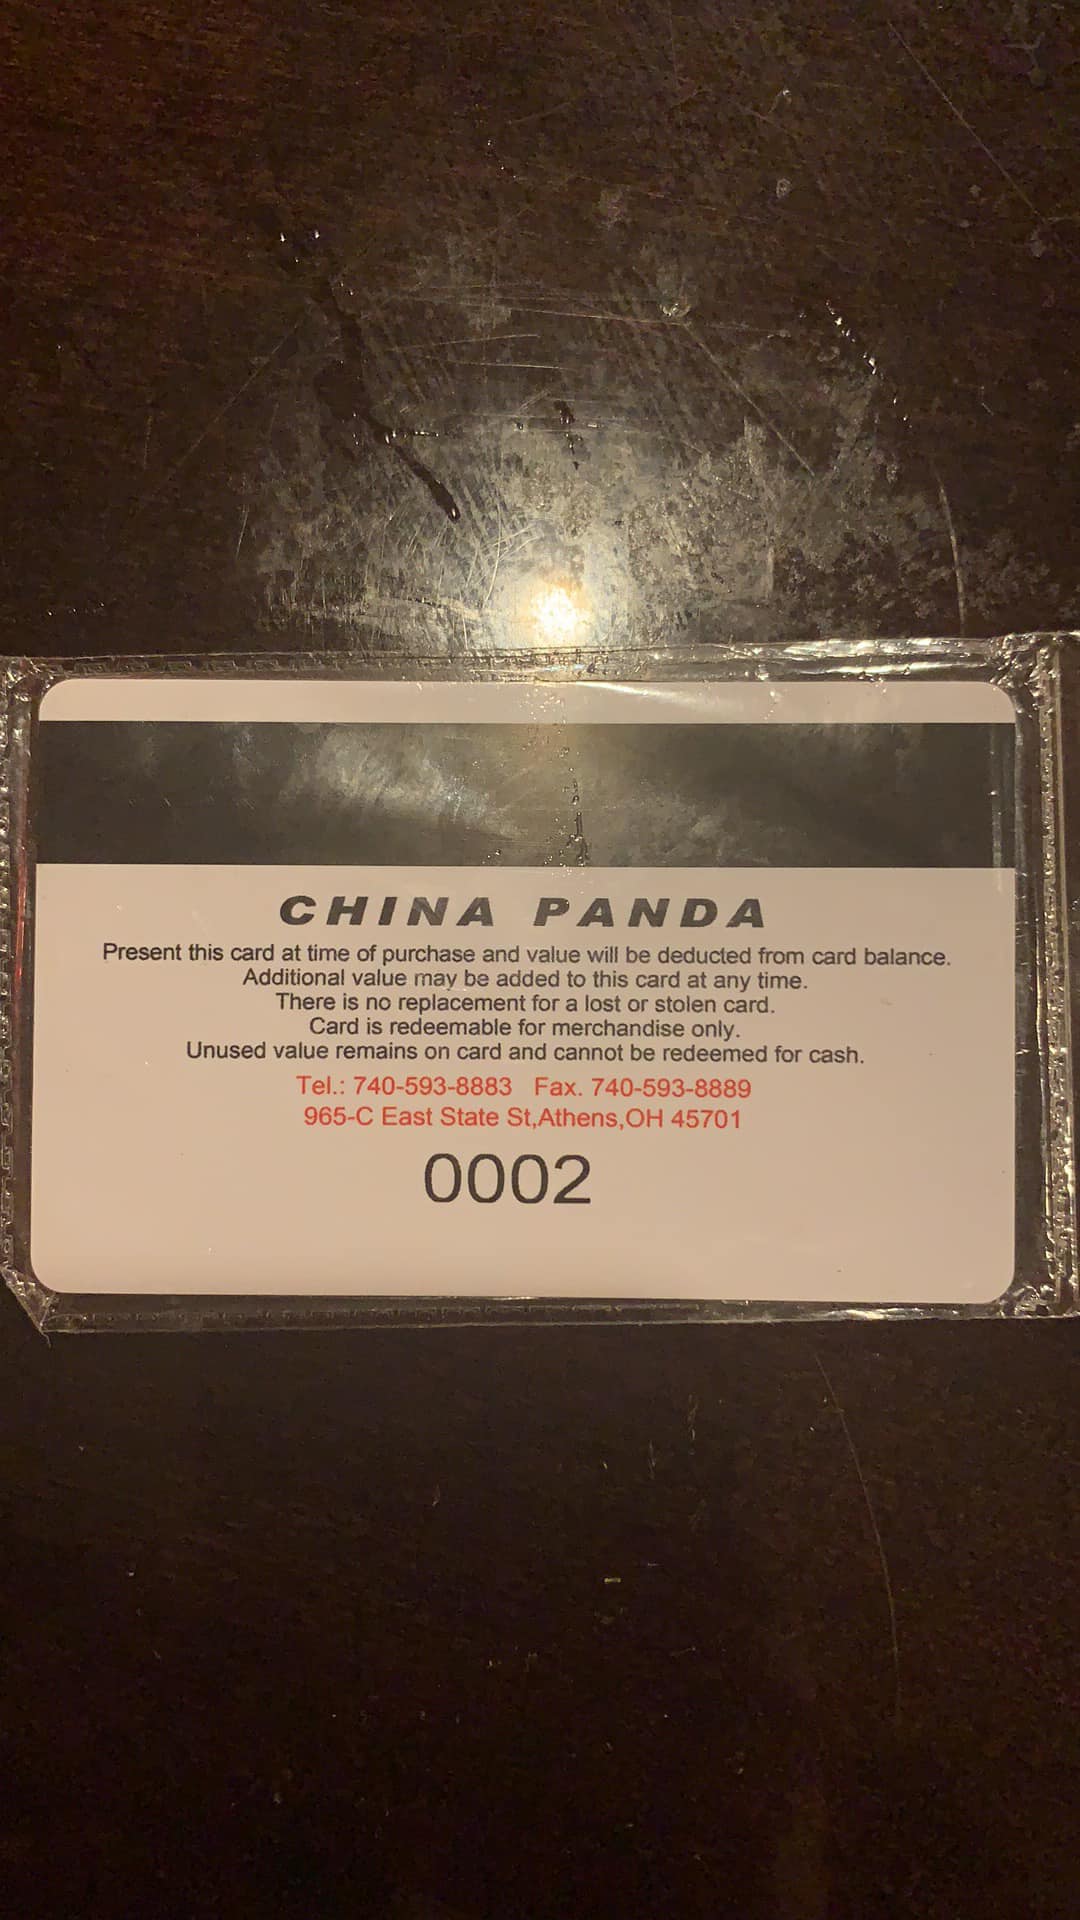 CHINA PANDA
Present this card at time of purchase and value will be deducted from card balance.
Additional value may be added to this card at any time.
There is no replacement for a lost or stolen card.
Card is redeemable for merchandise only.
Unused value remains on card and cannot be redeemed for cash.
Tel.: 740-593-8883 Fax. 740-593-8889
965-C East State St,Athens,OH 45701
0002